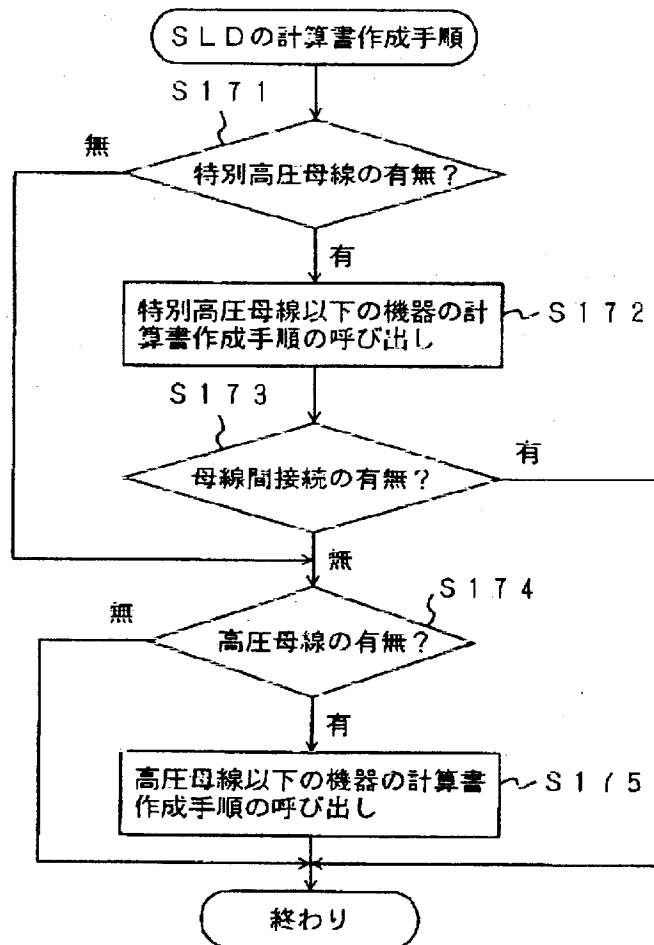 SLDの計算書作成手順
S171
無
特別高圧母線の有無?
有
特別高圧母線以下の機器の計
算書作成手順の呼び出し
S172
S173
母線間接続の有無?
有
無
S174
無
高圧母線の有無?
有
高圧母線以下の機器の計算書
作成手順の呼び出し
S175
終わり